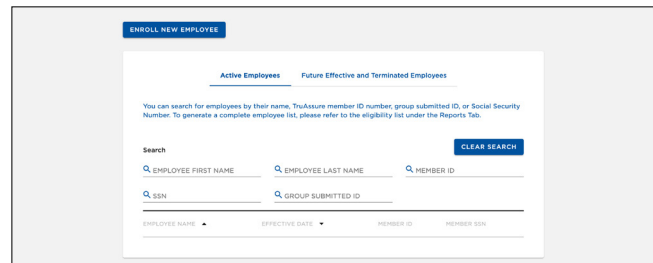 ENROLL NEW EMPLOYEE
Active Employees Future Effective and Terminated Employees
You can search for employees by their name, TruAssure member ID number, group submitted ID, or Social Security
Number. To generate a complete employee list, please refer to the eligibility list under the Reports Tab.
Search CLEAR SEARCH
EMPLOYEE FIRST NAME EMPLOYEE LAST NAME MEMBER ID
SSN GROUP SUBMITTED ID
EMPLOYEE NAME EFFECTIVE DATE MEMBER ID MEMBER SSN